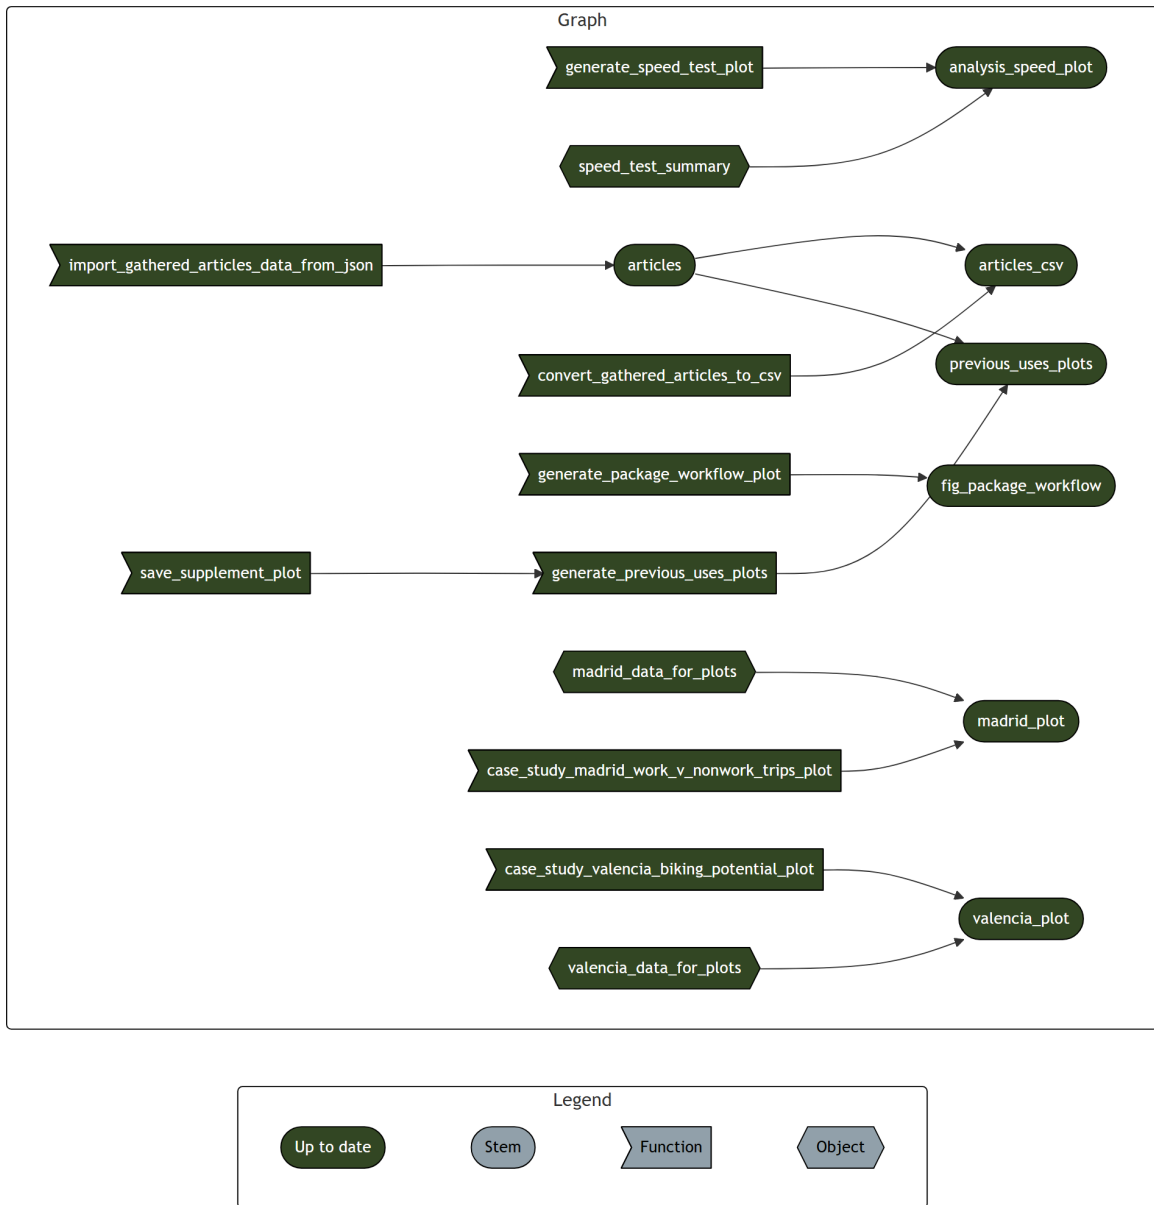 Graph
generate_speed_test_plot
analysis_speed_plot
speed_test_summary
import_gathered_articles_data_from_json
articles
articles_csv
previous_uses_plots
convert_gathered_articles_to_csv
generate_package_workflow_plot
fig_package_workflow
save_supplement_plot
generate_previous_uses_plots
madrid_data_for_plots
madrid_plot
case_study_madrid_work_v_nonwork_trips_plot
case_study_valencia_biking_potential_plot
valencia_plot
valencia_data_for_plots
Legend
Up to date
Stem
Function
Object